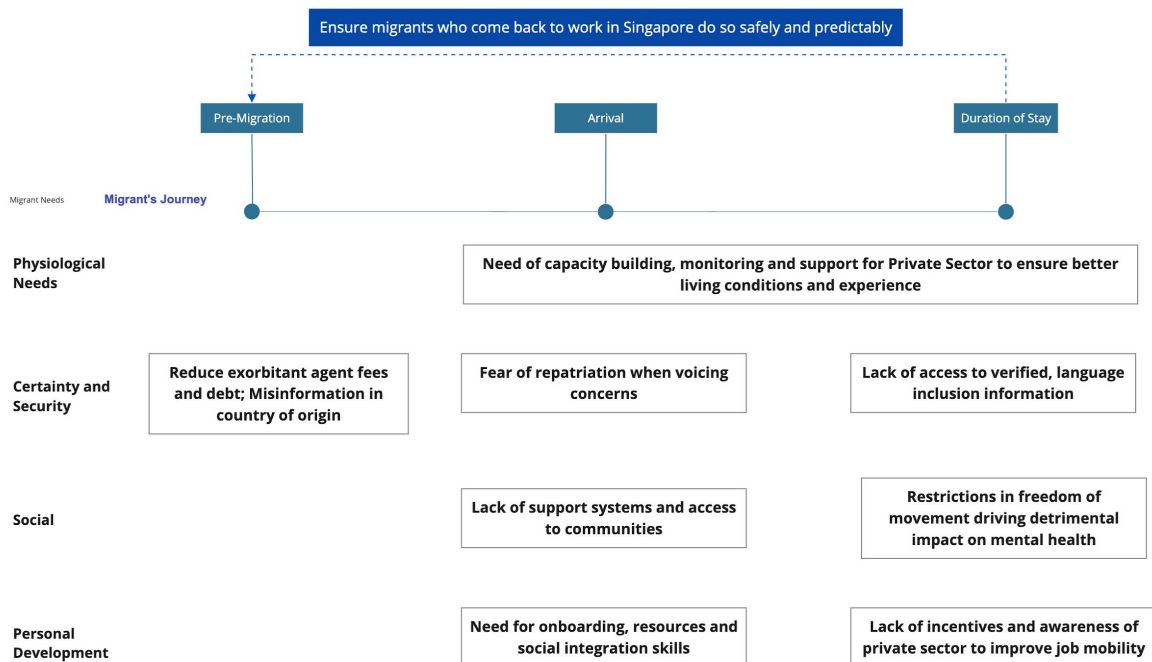 Ensure migrants who come back to work in Singapore do so safely and predictably
Pre-Migration
Arrival
Duration of Stay
Migrant Needs
Migrant's Journey
Physiological
Needs
Need of capacity building, monitoring and support for Private Sector to ensure better
living conditions and experience
Certainty and
Security
Reduce exorbitant agent fees
and debt; Misinformation in
country of origin
Fear of repatriation when voicing
concerns
Lack of access to verified, language
inclusion information
Social
Lack of support systems and access
to communities
Restrictions in freedom of
movement driving detrimental
impact on mental health
Personal
Development
Need for onboarding, resources and
social integration skills
Lack of incentives and awareness of
private sector to improve job mobility